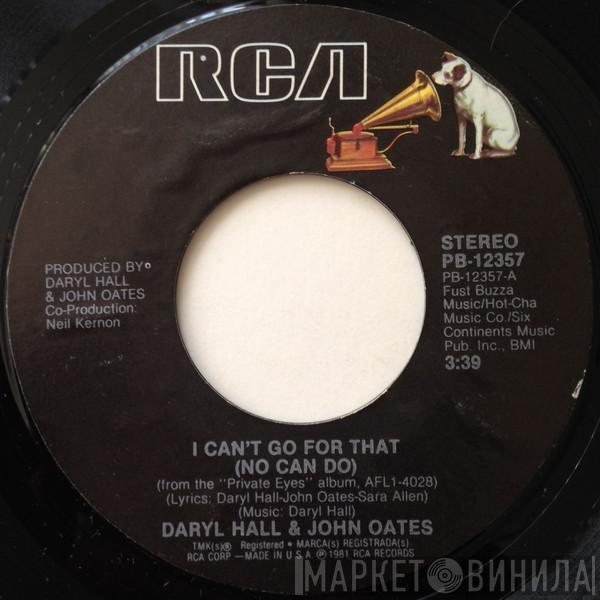 RCA
STEREO
PB-12357
PB-12357-A
Fust Buzza
Music/Hot-Cha
Music Co./Six
Continents Music
Pub. Inc., BMI
3:39
PRODUCED BY
DARYL HALL
& JOHN OATES
Co-Production:
Neil Kernon
I CAN'T GO FOR THAT
(NO CAN DO)
(from the "Private Eyes" album, AFL1-4028)
(Lyrics: Daryl Hall-John Oates-Sara Allen)
(Music: Daryl Hall)
DARYL HALL & JOHN OATES
TMK(s)® Registered • MARCA(s) REGISTRADA(s)
RCA CORP —MADE IN U.S.A ℗ 1981 RCA RECORDS
МАРКЕТ ВИНИЛА